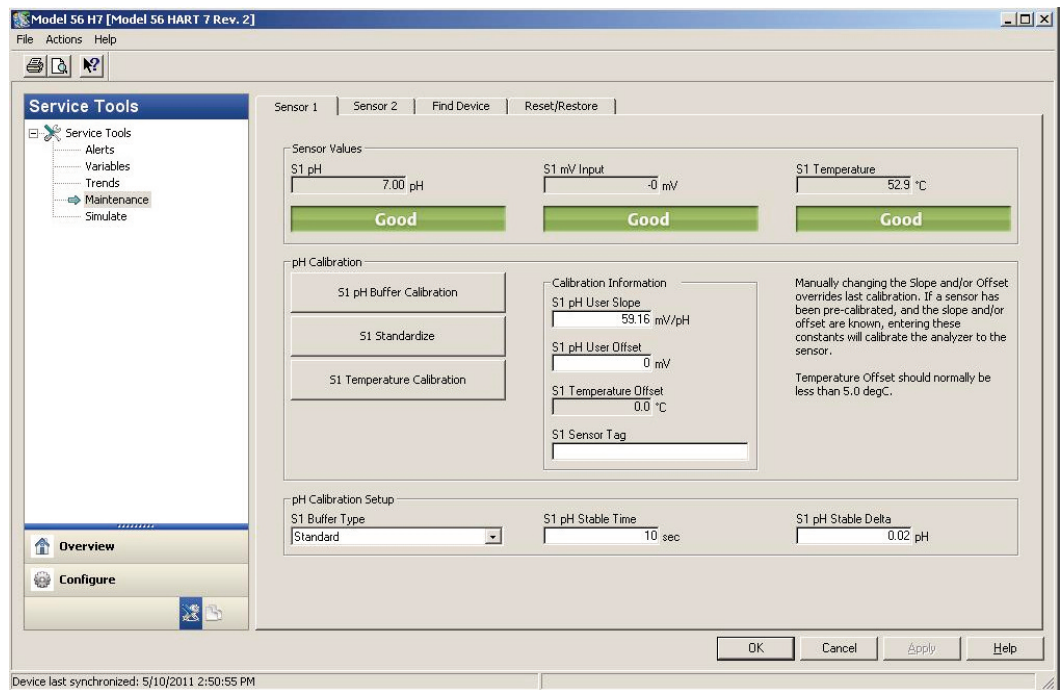 Model 56 H7 [Model 56 HART 7 Rev. 2]
File Actions Help
Service Tools
Service Tools
Alerts
Variables
Trends
Maintenance
Simulate
Overview
Configure
Sensor 1 Sensor 2 Find Device Reset/Restore
Sensor Values
S1 pH S1 mV Input S1 Temperature
7.00 pH -0 mV 52.9 °C
Good Good Good
pH Calibration
S1 pH Buffer Calibration
S1 Standardize
S1 Temperature Calibration
Calibration Information
S1 pH User Slope
59.16 mV/pH
S1 pH User Offset
0 mV
S1 Temperature Offset
0.0 °C
S1 Sensor Tag
Manually changing the Slope and/or Offset
overrides last calibration. If a sensor has
been pre-calibrated, and the slope and/or
offset are known, entering these
constants will calibrate the analyzer to the
sensor.
Temperature Offset should normally be
less than 5.0 degC.
pH Calibration Setup
S1 Buffer Type S1 pH Stable Time S1 pH Stable Delta
Standard 10 sec 0.02 pH
OK Cancel Apply Help
Device last synchronized: 5/10/2011 2:50:55 PM